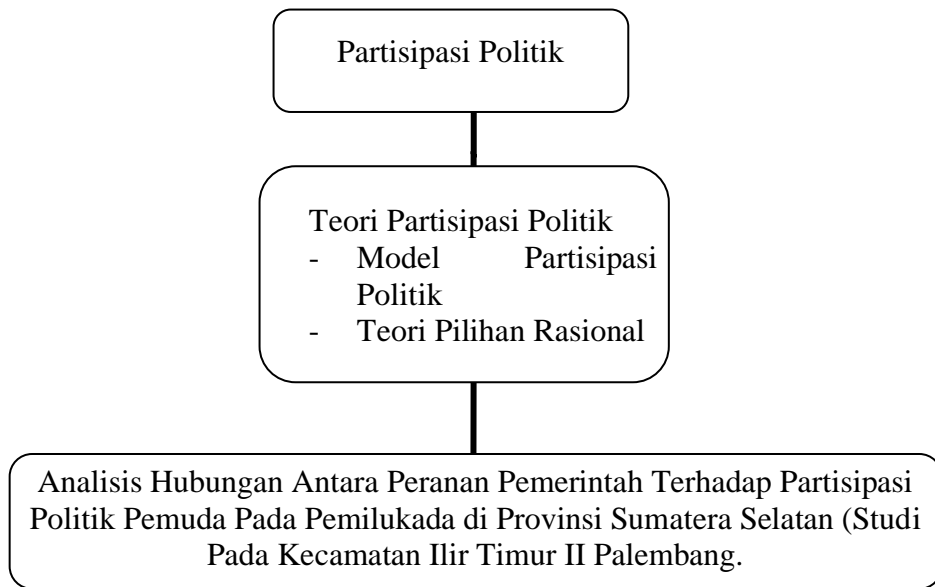 Partisipasi Politik
Teori Partisipasi Politik
- Model Partisipasi
Politik
- Teori Pilihan Rasional
Analisis Hubungan Antara Peranan Pemerintah Terhadap Partisipasi
Politik Pemuda Pada Pemilukada di Provinsi Sumatera Selatan (Studi
Pada Kecamatan Ilir Timur II Palembang.